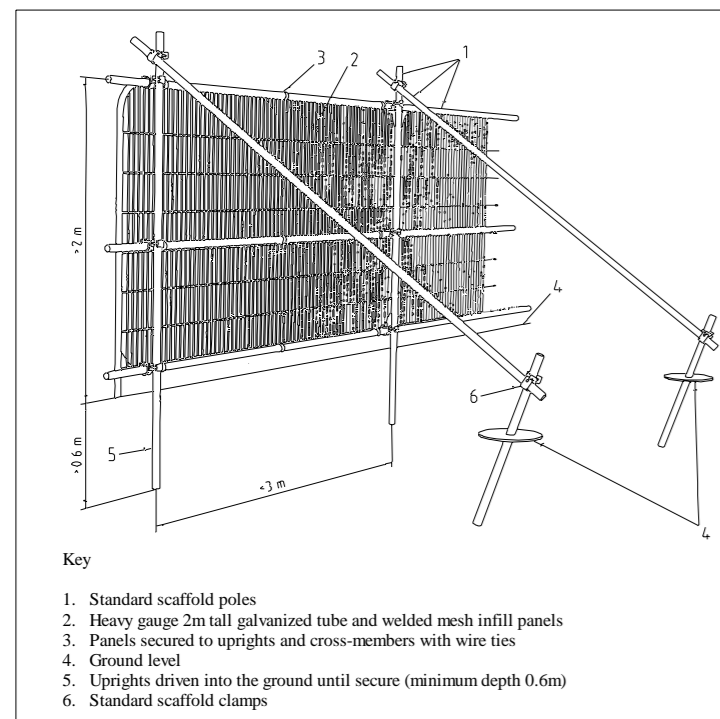 3
2
1
>2 m
4
6
5
>0.6 m
<3 m
4
Key
1. Standard scaffold poles
2. Heavy gauge 2m tall galvanized tube and welded mesh infill panels
3. Panels secured to uprights and cross-members with wire ties
4. Ground level
5. Uprights driven into the ground until secure (minimum depth 0.6m)
6. Standard scaffold clamps